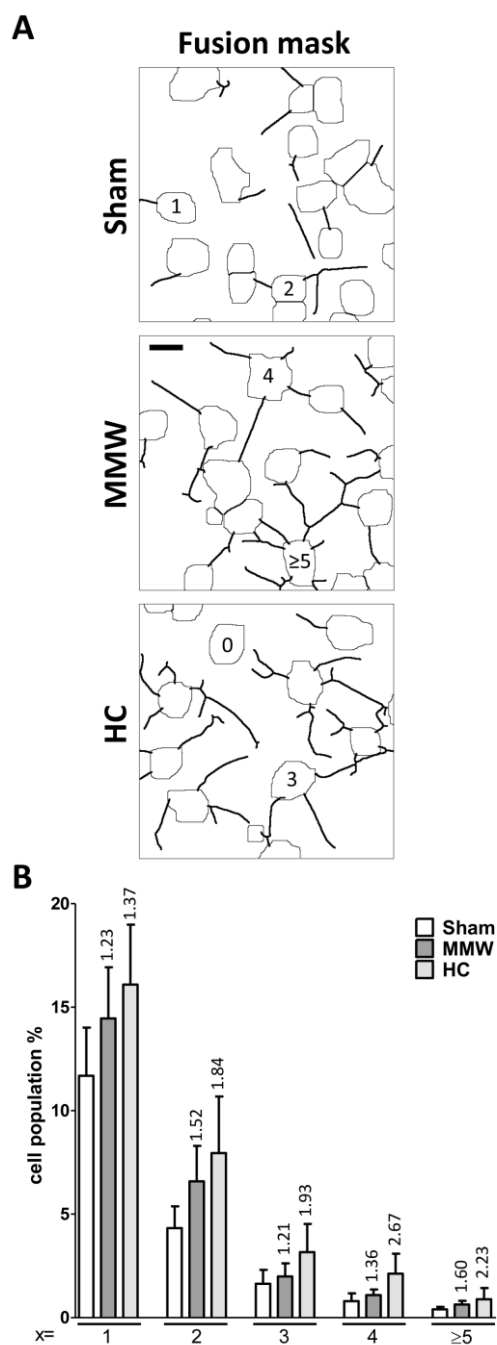 A
Fusion mask
Sham
1
2
MMW
4
≥5
HC
0
3
B
cell population %
20
15
10
5
0
Sham
MMW
HC
1.23
1.37
1.52
1.84
1.21
1.93
1.36
2.67
1.60
2.23
x= 1 2 3 4 ≥5